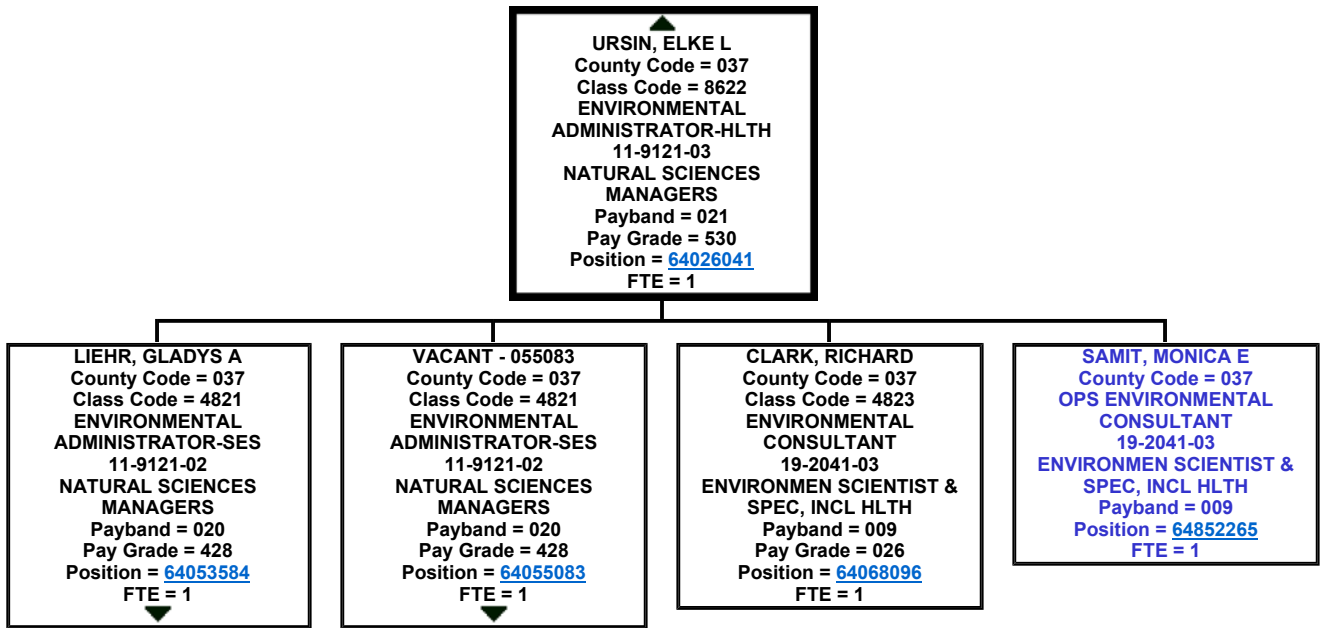 URSIN, ELKE L
County Code = 037
Class Code = 8622
ENVIRONMENTAL
ADMINISTRATOR-HLTH
11-9121-03
NATURAL SCIENCES
MANAGERS
Payband = 021
Pay Grade = 530
Position = 64026041
FTE = 1
LIEHR, GLADYS A
County Code = 037
Class Code = 4821
ENVIRONMENTAL
ADMINISTRATOR-SES
11-9121-02
NATURAL SCIENCES
MANAGERS
Payband = 020
Pay Grade = 428
Position = 64053584
FTE = 1
VACANT - 055083
County Code = 037
Class Code = 4821
ENVIRONMENTAL
ADMINISTRATOR-SES
11-9121-02
NATURAL SCIENCES
MANAGERS
Payband = 020
Pay Grade = 428
Position = 64055083
FTE = 1
CLARK, RICHARD
County Code = 037
Class Code = 4823
ENVIRONMENTAL
CONSULTANT
19-2041-03
ENVIRONMEN SCIENTIST &
SPEC, INCL HLTH
Payband = 009
Pay Grade = 026
Position = 64068096
FTE = 1
SAMIT, MONICA E
County Code = 037
OPS ENVIRONMENTAL
CONSULTANT
19-2041-03
ENVIRONMEN SCIENTIST &
SPEC, INCL HLTH
Payband = 009
Position = 64852265
FTE = 1